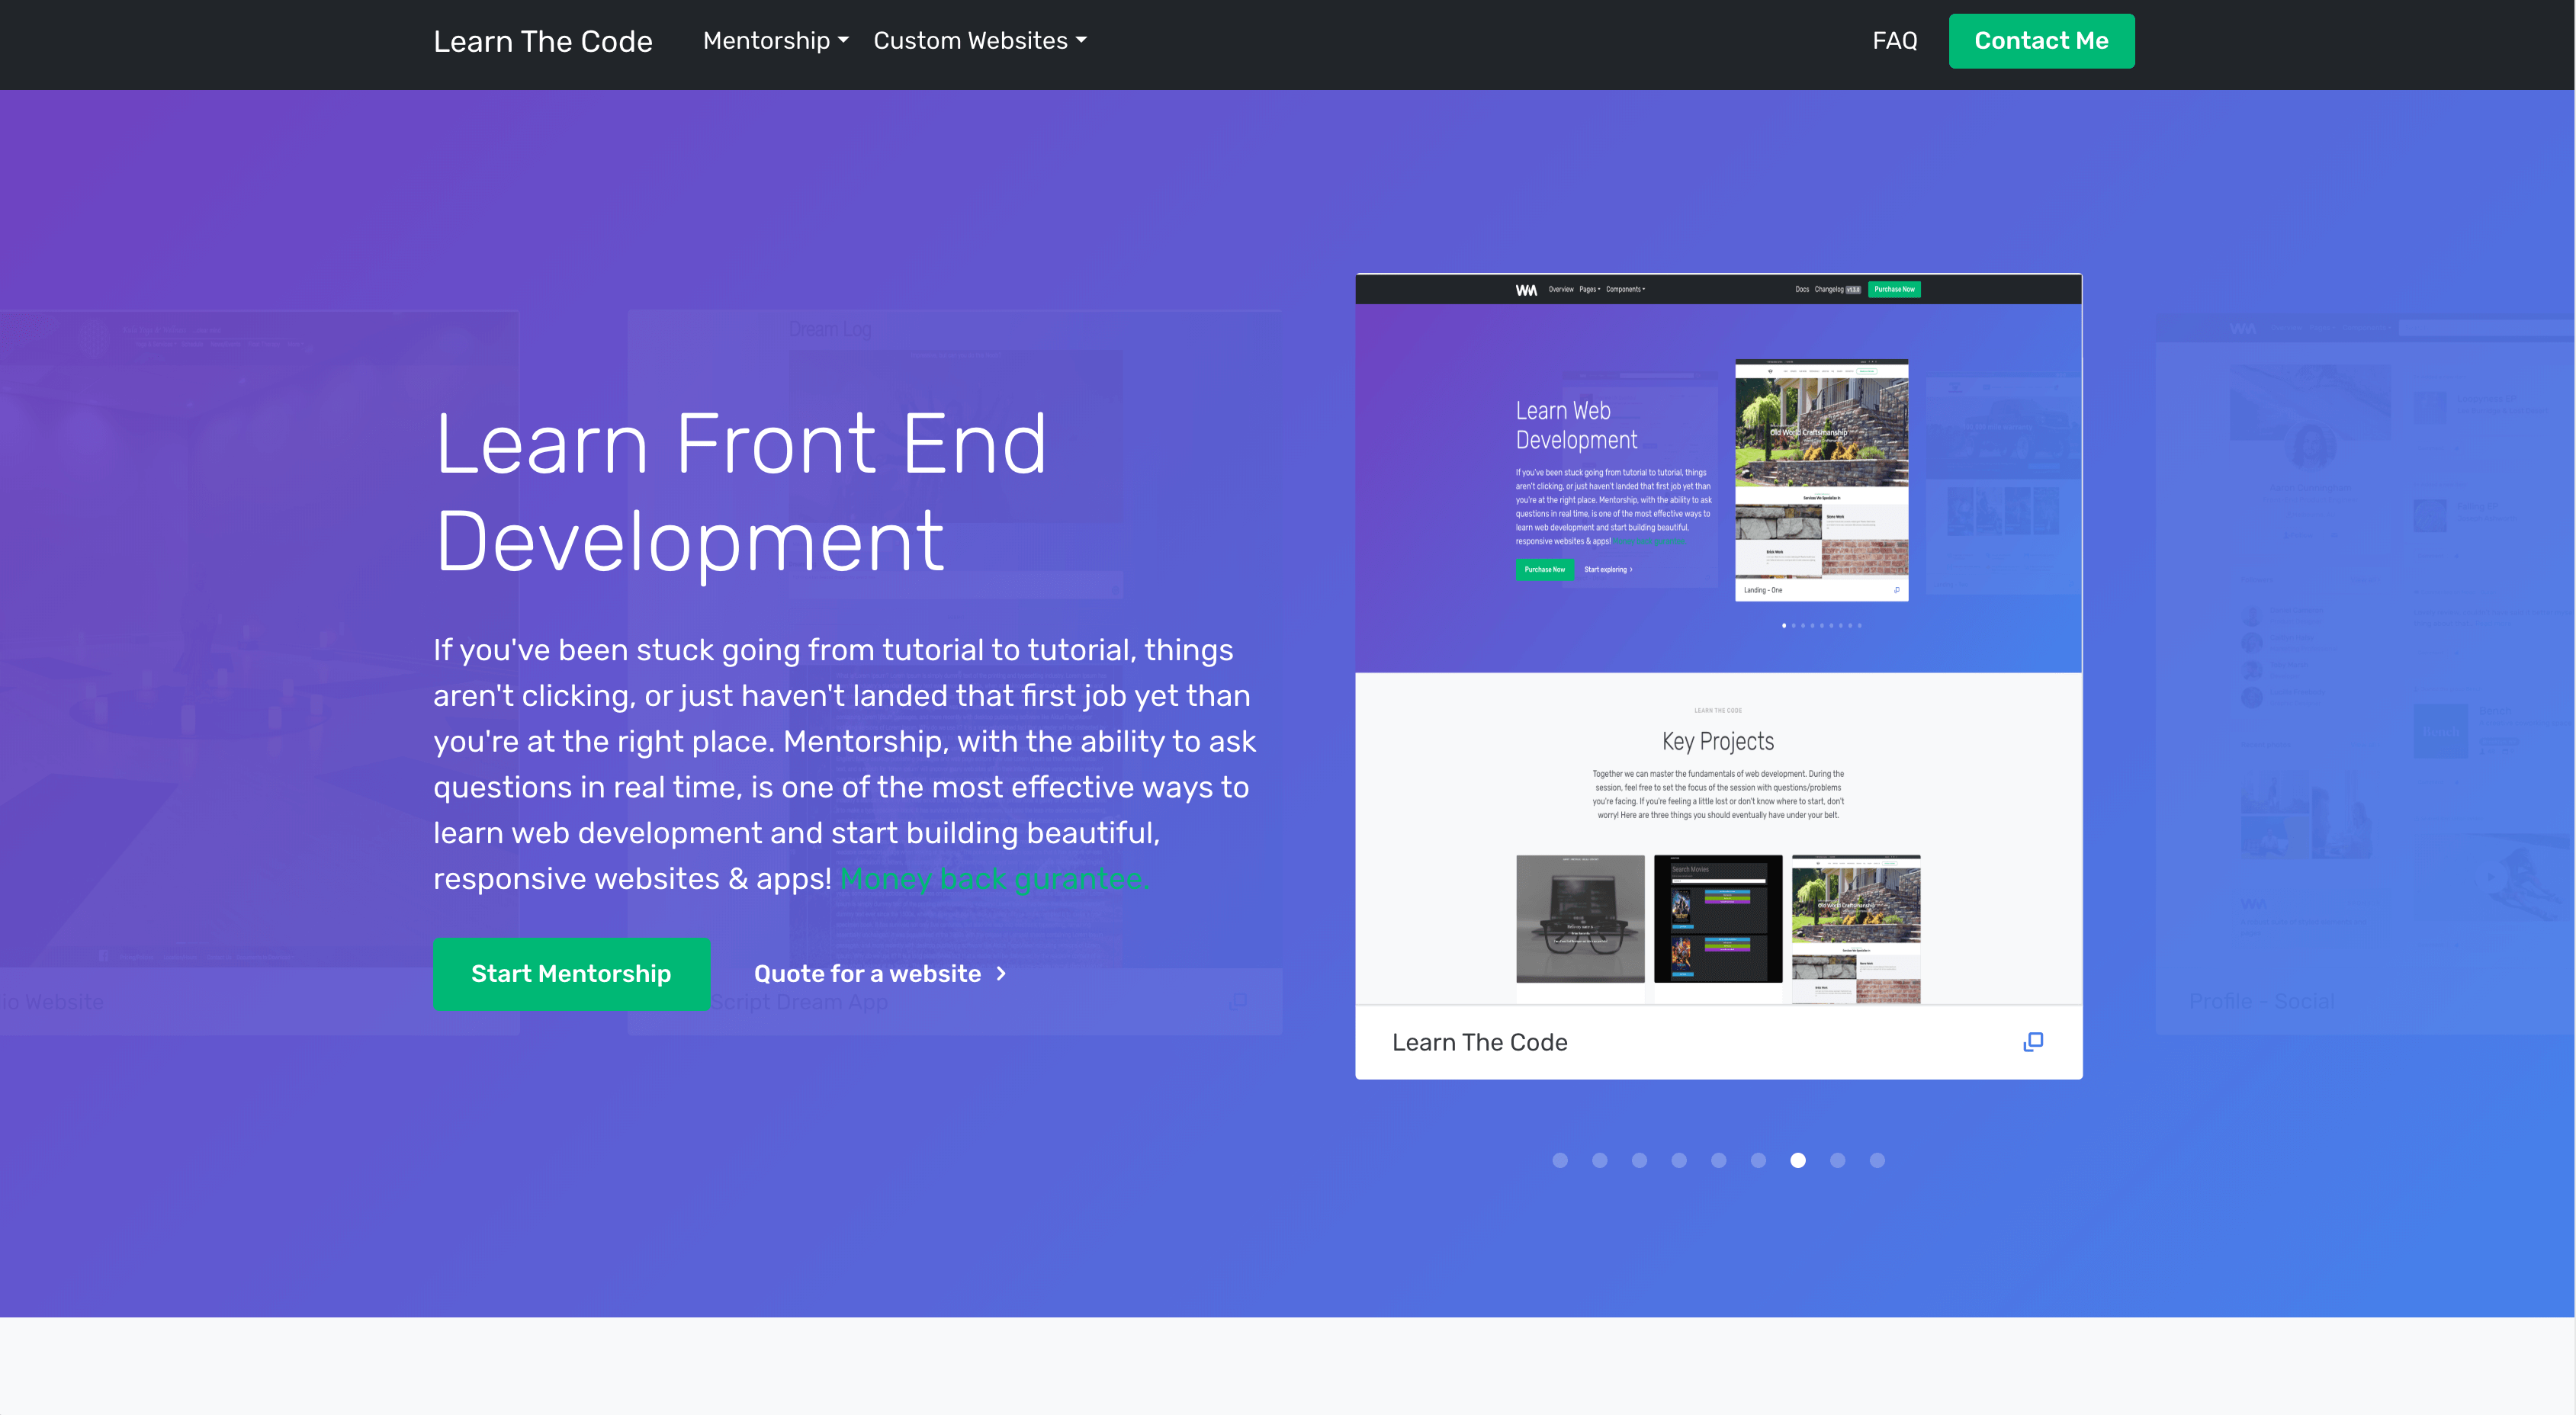 Learn The Code
Mentorship
Custom Websites
FAQ
Contact Me
Learn Front End
Development
If you've been stuck going from tutorial to tutorial, things
aren't clicking, or just haven't landed that first job yet than
you're at the right place. Mentorship, with the ability to ask
questions in real time, is one of the most effective ways to
learn web development and start building beautiful,
responsive websites & apps! Money back gurantee.
Start Mentorship
Quote for a website
io Website
Dream Log
Script Dream App
Overview Pages Components
Docs Changelog v1.3.0 Purchase Now
Learn Web
Development
If you've been stuck going from tutorial to tutorial, things
aren't clicking, or just haven't landed that first job yet than
you're at the right place. Mentorship, with the ability to ask
questions in real time, is one of the most effective ways to
learn web development and start building beautiful,
responsive websites & apps!
Purchase Now
Start exploring
Old World Craftsmanship
Services We Specialize In
Stone Work
Brick Work
Landing - One
LEARN THE CODE
Key Projects
Together we can master the fundamentals of web development. During the
session, feel free to set the focus of the session with questions/problems
you're facing. If you're feeling a little lost or don't know where to start, don't
worry! Here are three things you should eventually have under your belt.
Search Movies
Old World Craftsmanship
Learn The Code
Profile - Social